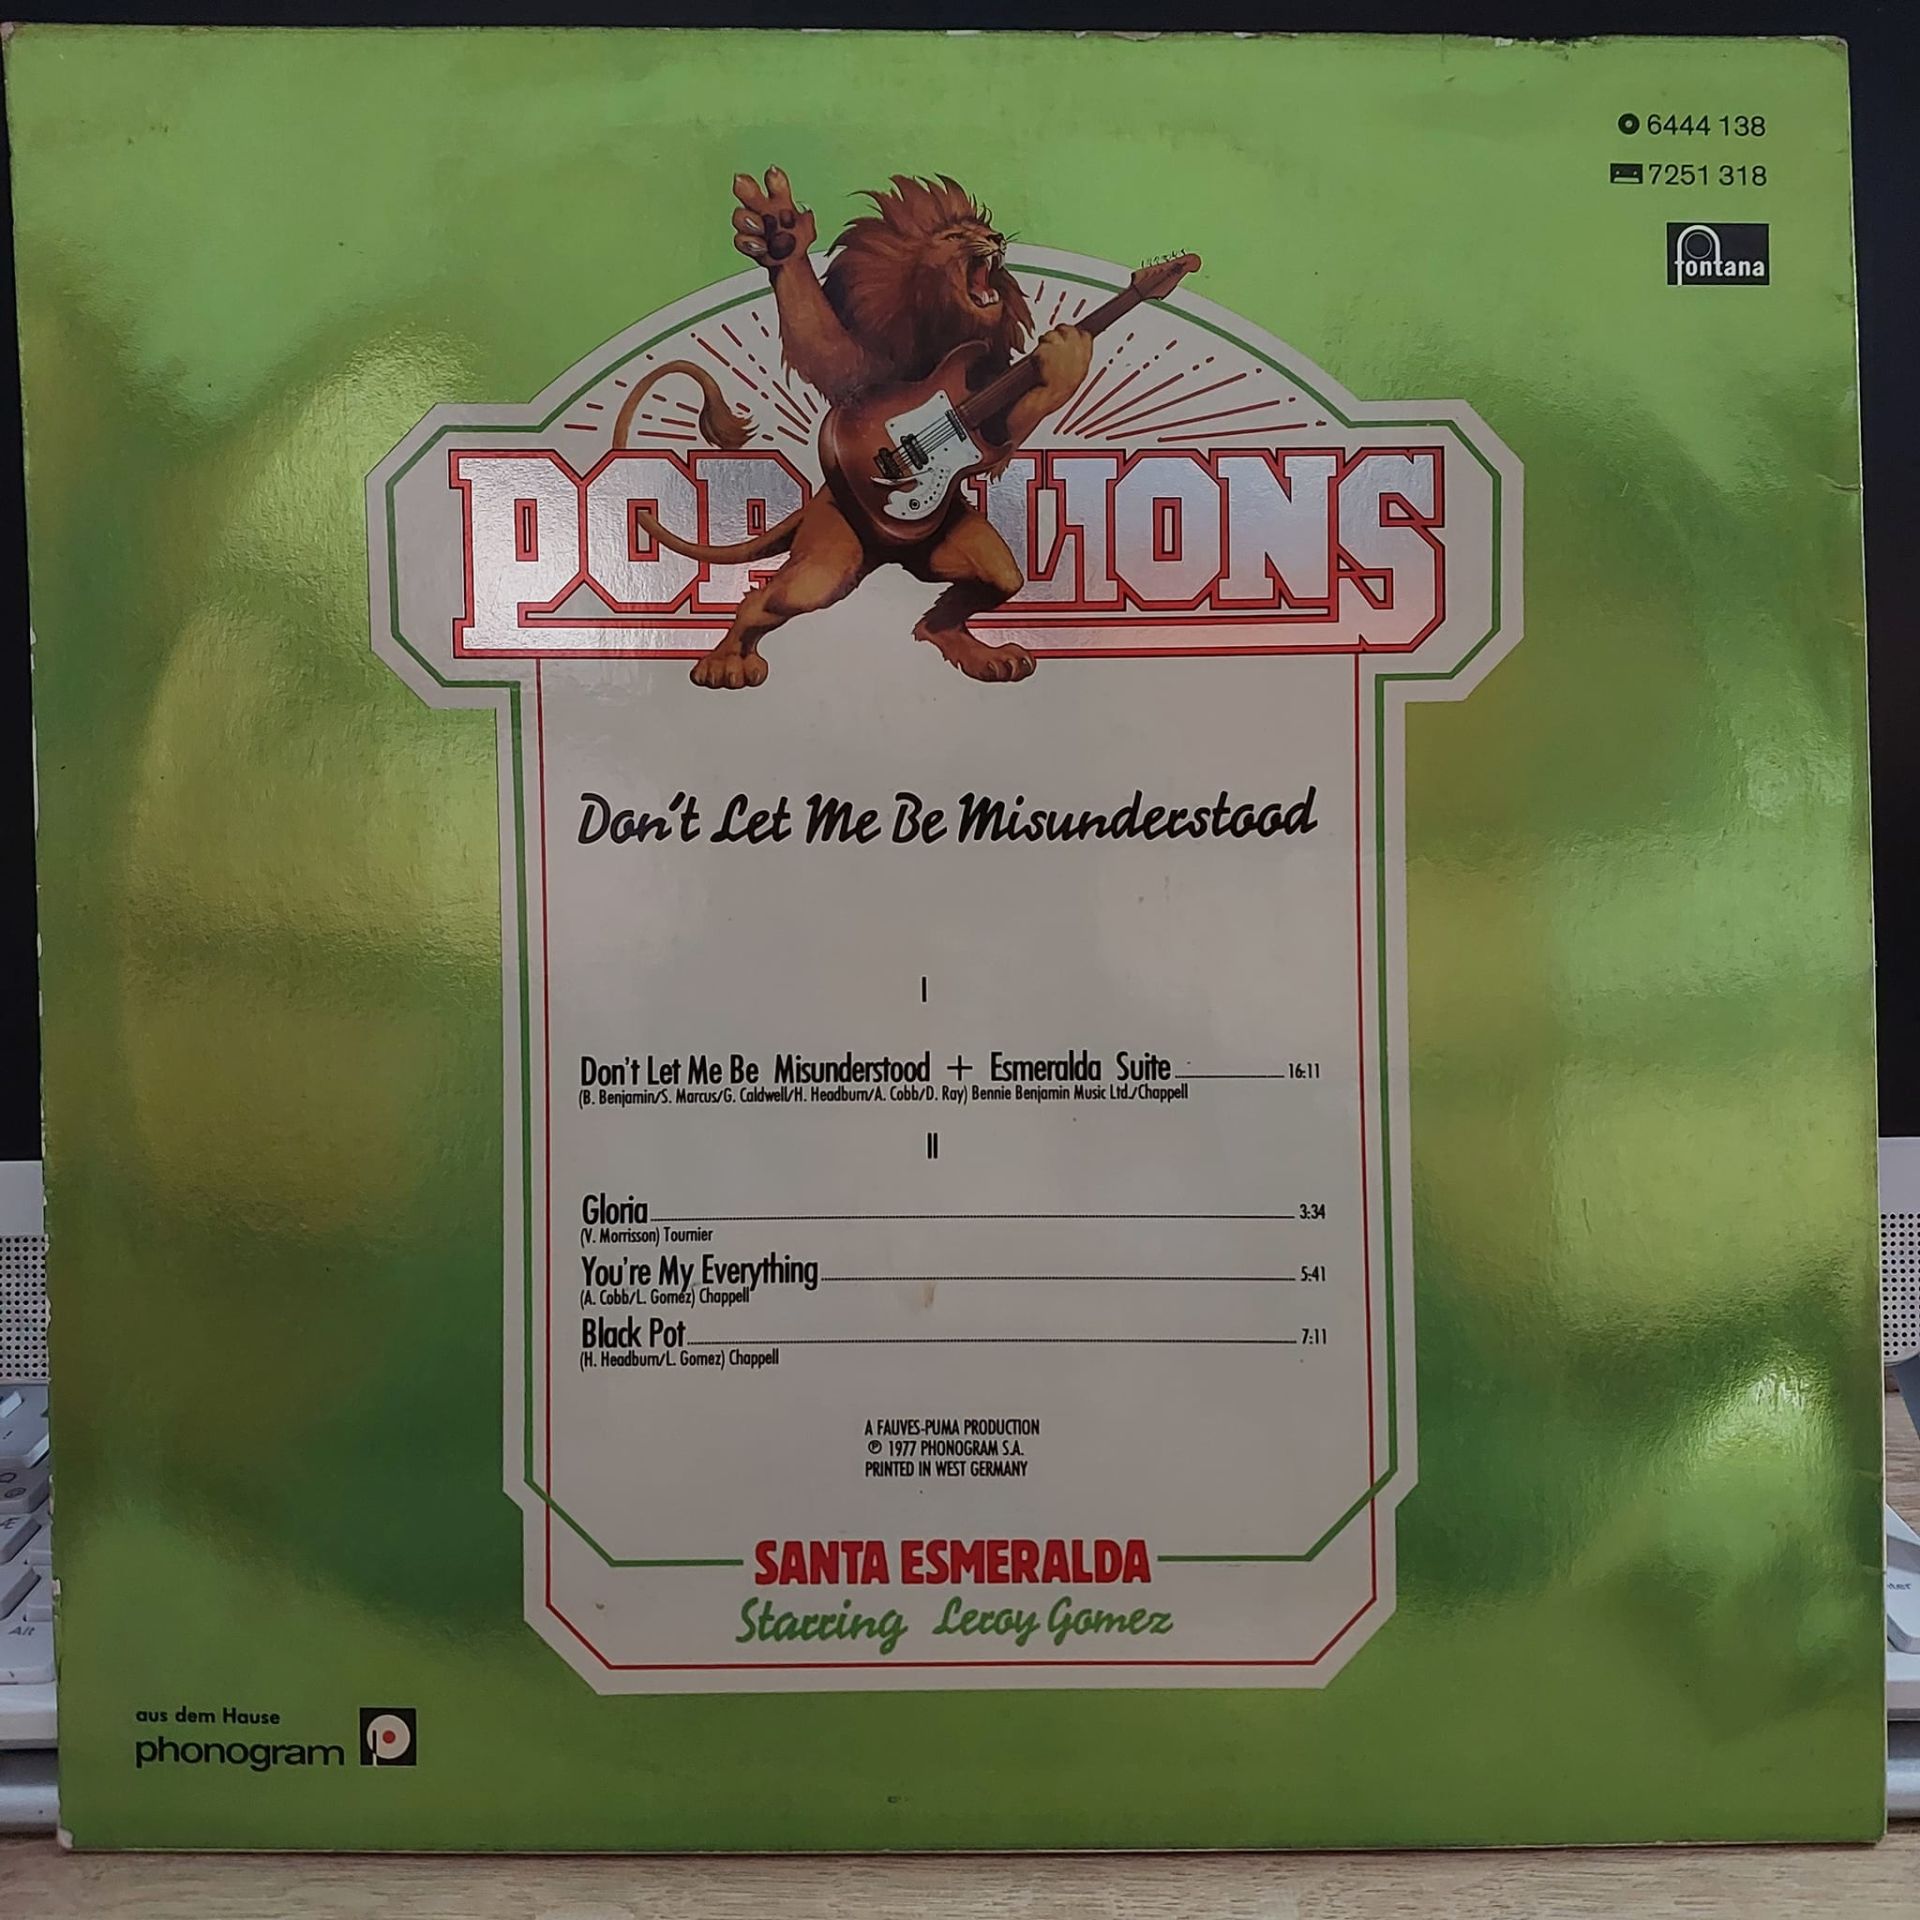 6444 138
7251 318
fontana
POP LIONS
Don't Let Me Be Misunderstood
I
Don't Let Me Be Misunderstood + Esmeralda Suite 16:11
(B. Benjamin/S. Marcus/G. Caldwell/H. Headburn/A. Cobb/D. Ray) Bennie Benjamin Music Ltd./Chappell
II
Gloria 3:34
(V. Morrisson) Tournier
You're My Everything 5:41
(A. Cobb/L. Gomez) Chappell
Black Pot 7:11
(H. Headburn/L. Gomez) Chappell
A FAUVES-PUMA PRODUCTION
℗ 1977 PHONOGRAM S.A.
PRINTED IN WEST GERMANY
SANTA ESMERALDA
Starring Leroy Gomez
aus dem Hause
phonogram
Alt